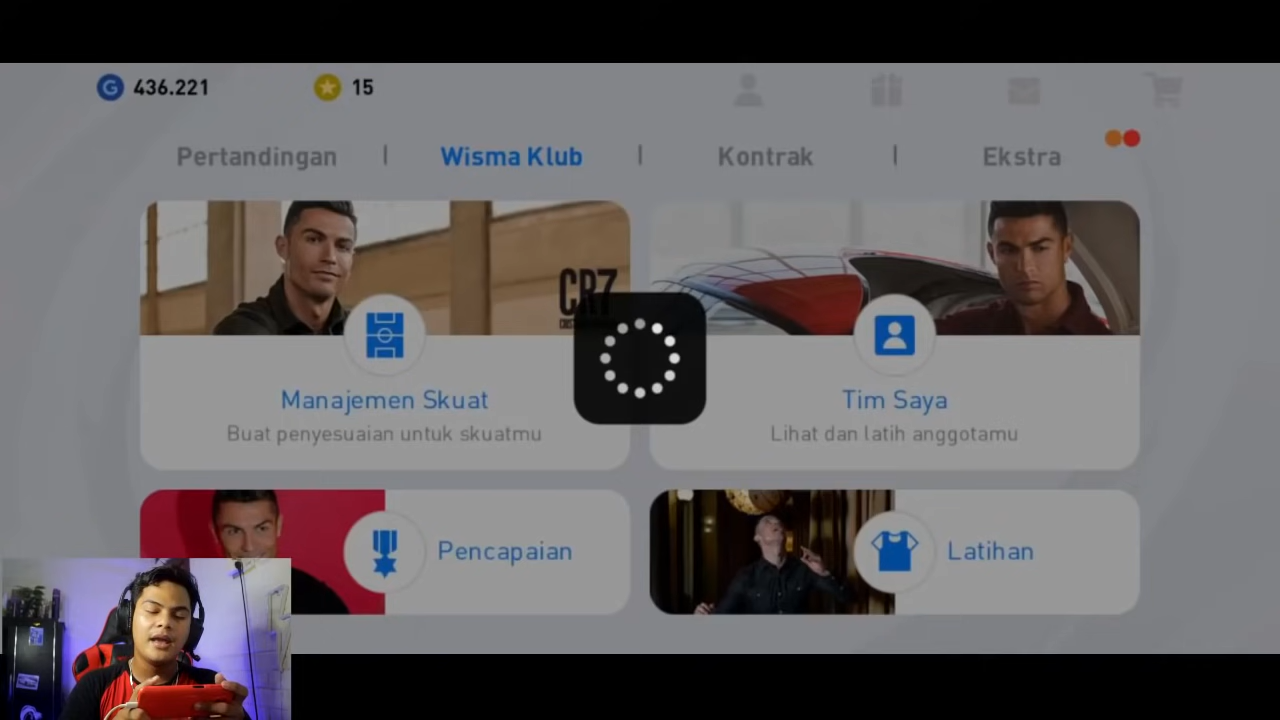 436.221
15
Pertandingan
Wisma Klub
Kontrak
Ekstra
CR7
Manajemen Skuat
Buat penyesuaian untuk skuatmu
Tim Saya
Lihat dan latih anggotamu
Pencapaian
Latihan